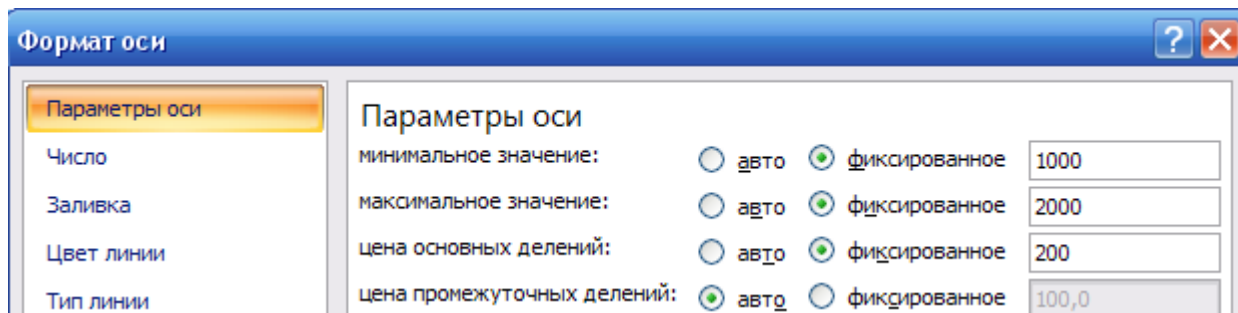 Формат оси
Параметры оси
Число
Заливка
Цвет линии
Тип линии
Параметры оси
минимальное значение: авто фиксированное 1000
максимальное значение: авто фиксированное 2000
цена основных делений: авто фиксированное 200
цена промежуточных делений: авто фиксированное 100,0